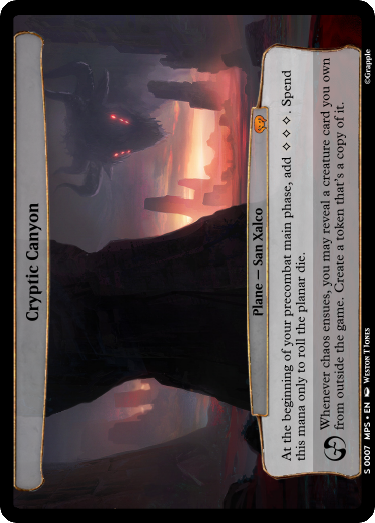 Cryptic Canyon
Plane — San Xalco
At the beginning of your precombat main phase, add ◇◇◇. Spend
this mana only to roll the planar die.
Whenever chaos ensues, you may reveal a creature card you own
from outside the game. Create a token that's a copy of it.
S 0007 MPS • EN Weston T Jones
©Grapple